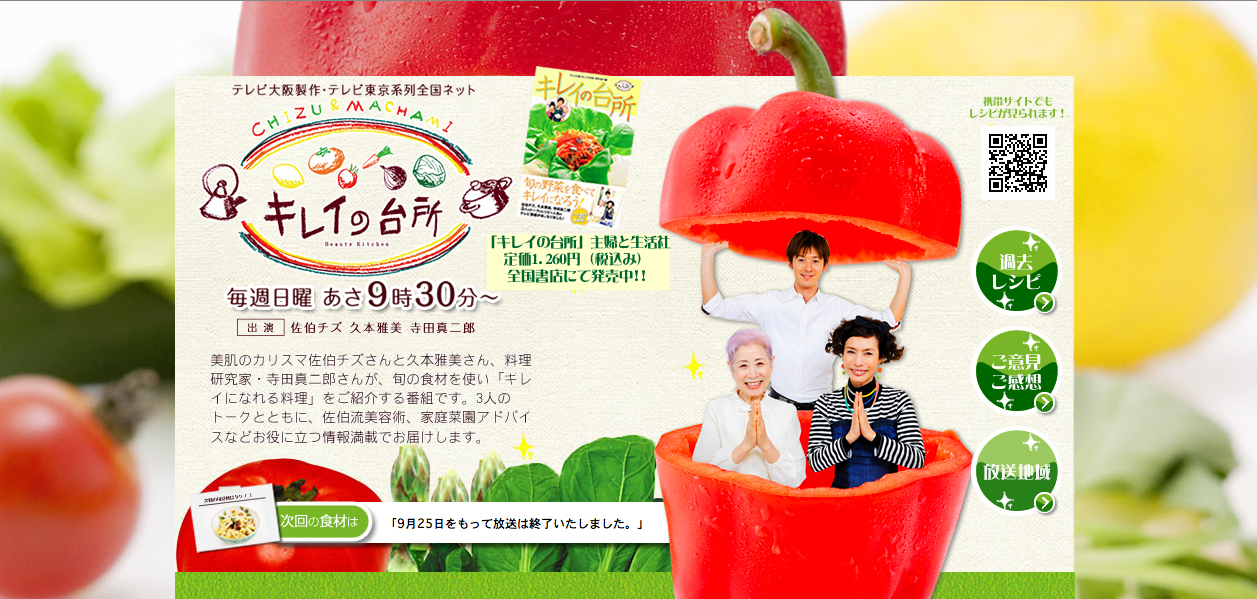 テレビ大阪製作・テレビ東京系列全国ネット
CHIZU & MACHAMI
キレイの台所
Beauty Kitchen
毎週日曜 あさ9時30分〜
出演 佐伯チズ 久本雅美 寺田真二郎
美肌のカリスマ佐伯チズさんと久本雅美さん、料理
研究家・寺田真二郎さんが、旬の食材を使い「キレ
イになれる料理」をご紹介する番組です。3人の
トークとともに、佐伯流美容術、家庭菜園アドバイ
スなどお役に立つ情報満載でお届けします。
キレイの台所
旬の野菜を食べて
キレイになろう!
「キレイの台所」主婦と生活社
定価1.260円（税込み）
全国書店にて発売中!!
携帯サイトでも
レシピが見られます!
過去
レシピ
ご意見
ご感想
放送地域
次回の食材は
「9月25日をもって放送は終了いたしました。」